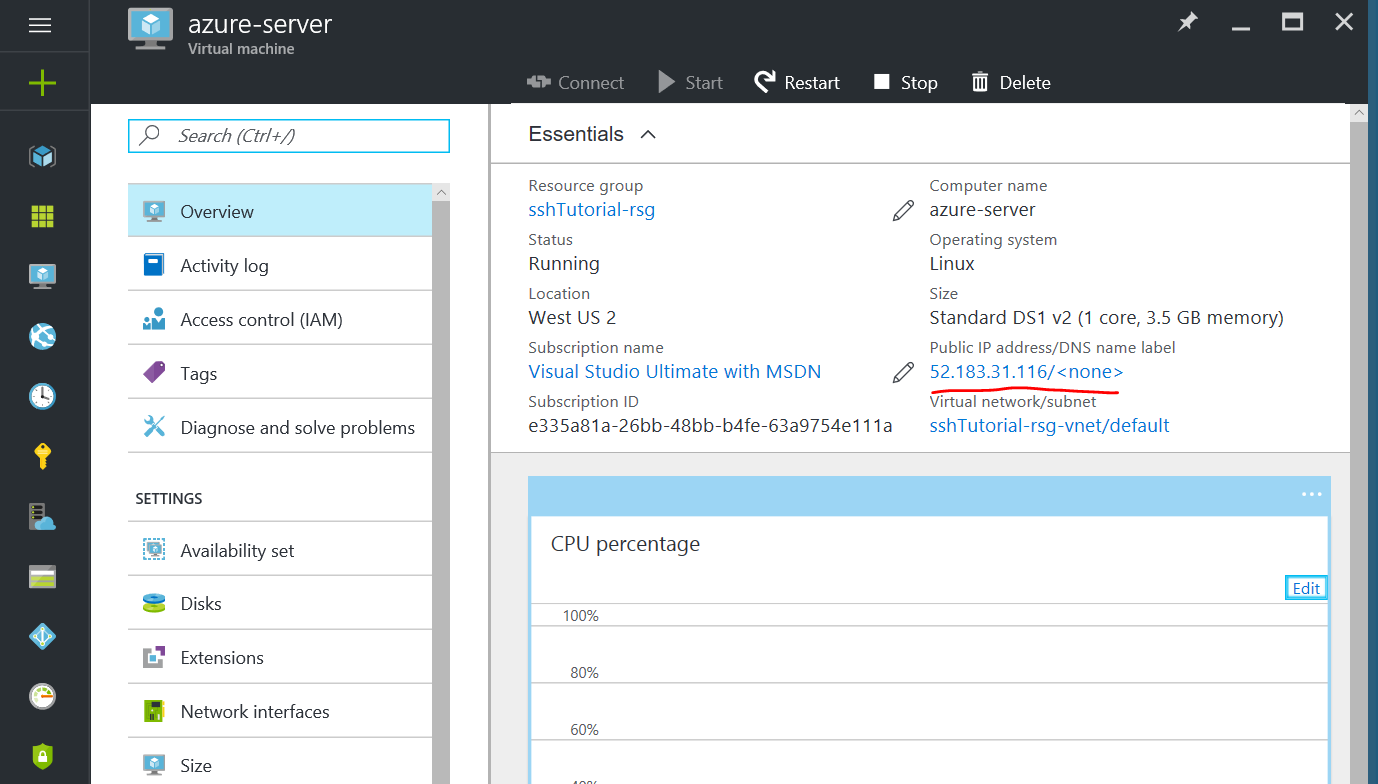 azure-server
Virtual machine
Connect Start Restart Stop Delete
Search (Ctrl+/)
Overview
Activity log
Access control (IAM)
Tags
Diagnose and solve problems
SETTINGS
Availability set
Disks
Extensions
Network interfaces
Size
Essentials
Resource group
sshTutorial-rsg
Status
Running
Location
West US 2
Subscription name
Visual Studio Ultimate with MSDN
Subscription ID
e335a81a-26bb-48bb-b4fe-63a9754e111a
Computer name
azure-server
Operating system
Linux
Size
Standard DS1 v2 (1 core, 3.5 GB memory)
Public IP address/DNS name label
52.183.31.116/<none>
Virtual network/subnet
sshTutorial-rsg-vnet/default
CPU percentage
Edit
100%
80%
60%
40%